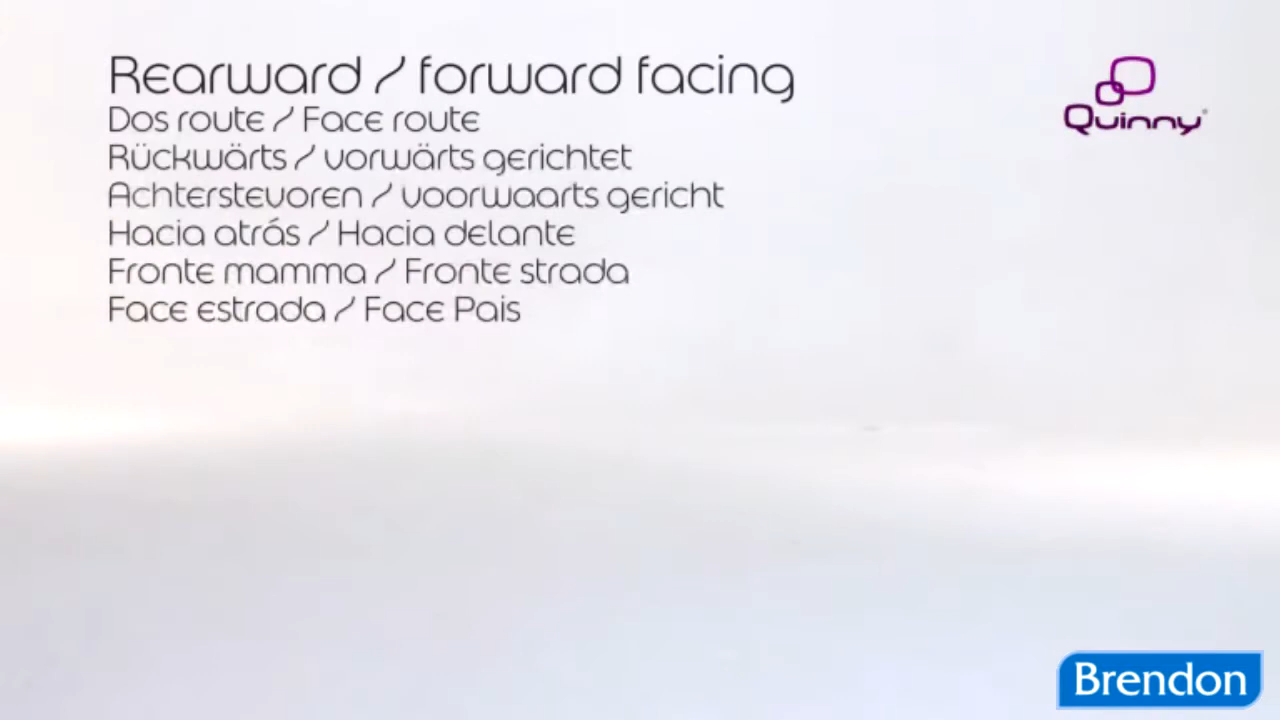 Rearward / forward facing
Dos route / Face route
Rückwärts / vorwärts gerichtet
Achterstevoren / voorwaarts gericht
Hacia atrás / Hacia delante
Fronte mamma / Fronte strada
Face estrada / Face Pais
Quinny®
Brendon